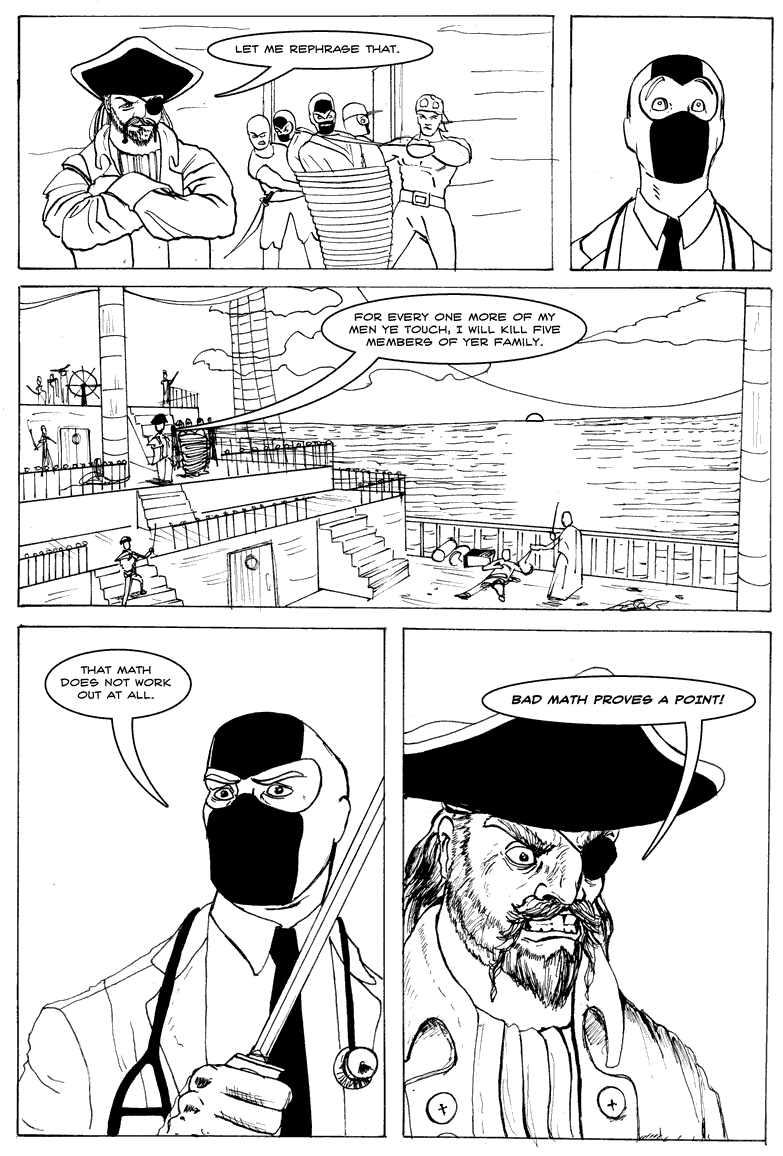 LET ME REPHRASE THAT.
FOR EVERY ONE MORE OF MY
MEN YE TOUCH, I WILL KILL FIVE
MEMBERS OF YER FAMILY.
THAT MATH
DOES NOT WORK
OUT AT ALL.
BAD MATH PROVES A POINT!